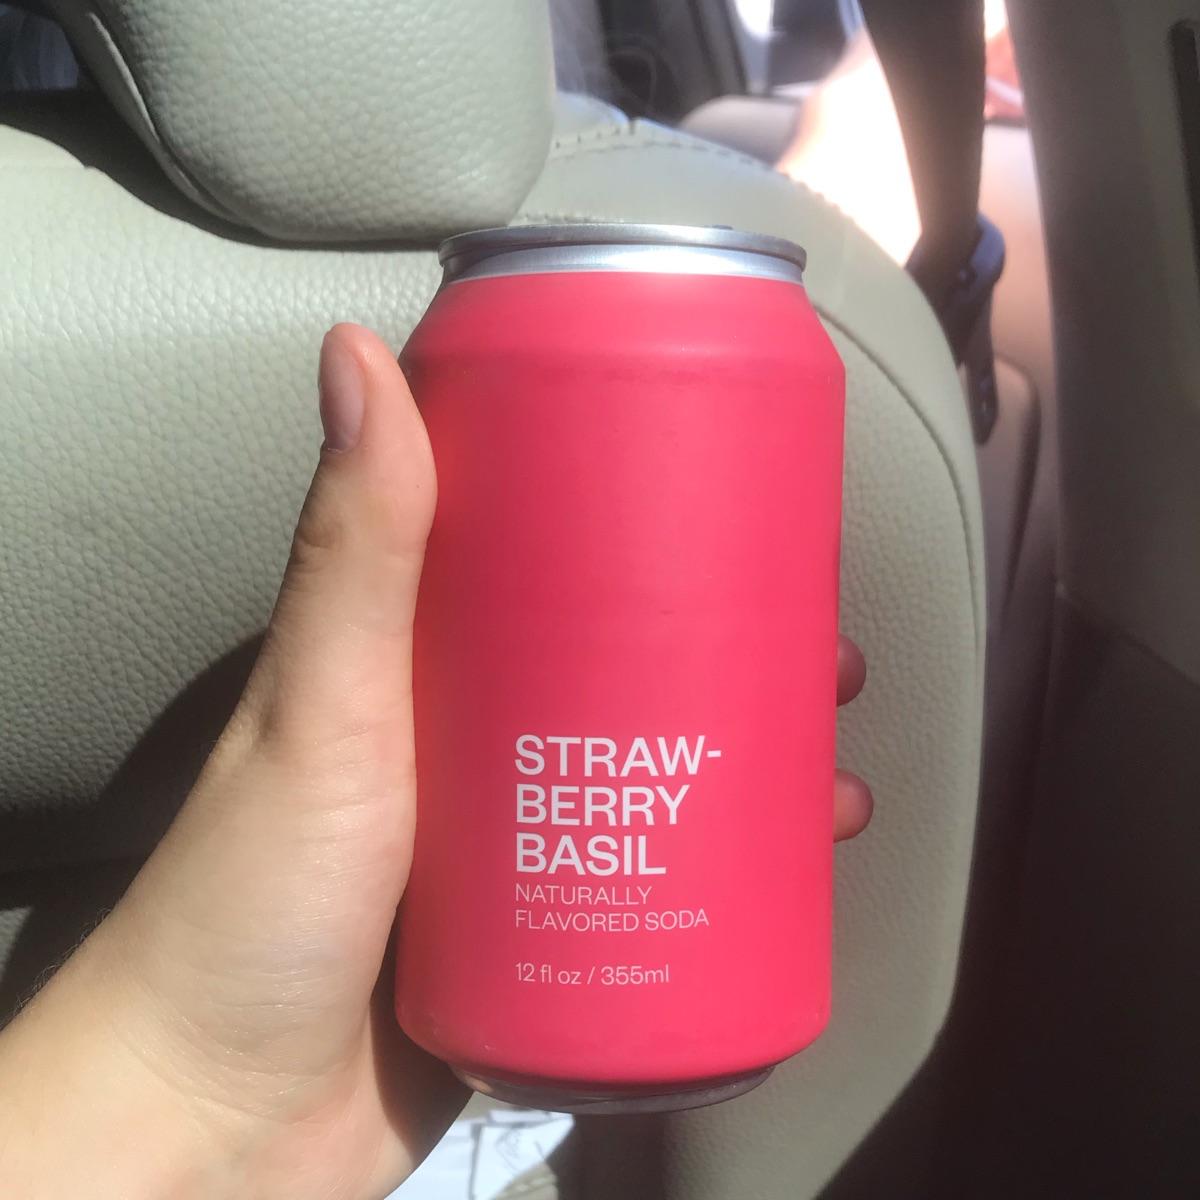 STRAW-
BERRY
BASIL
NATURALLY
FLAVORED SODA
12 fl oz / 355ml